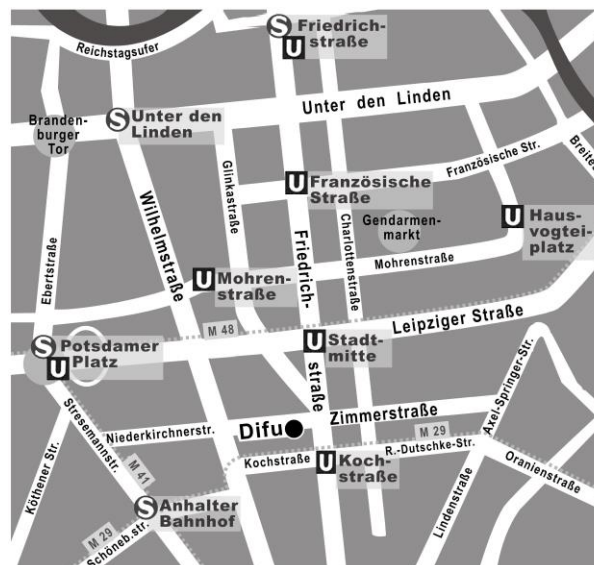 S Friedrich-
U straße
Reichstagsufer
Unter den Linden
Branden-
burger
Tor
S Unter den
Linden
Glinkastraße
Französische Str.
Breite
U Französische
Straße
Wilhelmstraße
Friedrich-
straße
Charlottenstraße
Gendarmen-
markt
U Haus-
vogtei-
platz
Ebertstraße
U Mohren-
straße
Mohrenstraße
M 48
Leipziger Straße
S Potsdamer
U Platz
U Stadt-
mitte
Axel-Springer-Str.
Stresemannstr.
Zimmerstraße
Niederkirchnerstr.
Difu
M 29
Kochstraße
R.-Dutschke-Str.
U Koch-
straße
Oranienstraße
Köthener Str.
M 41
Lindenstraße
S Anhalter
Bahnhof
M 29
Schöneb.str.